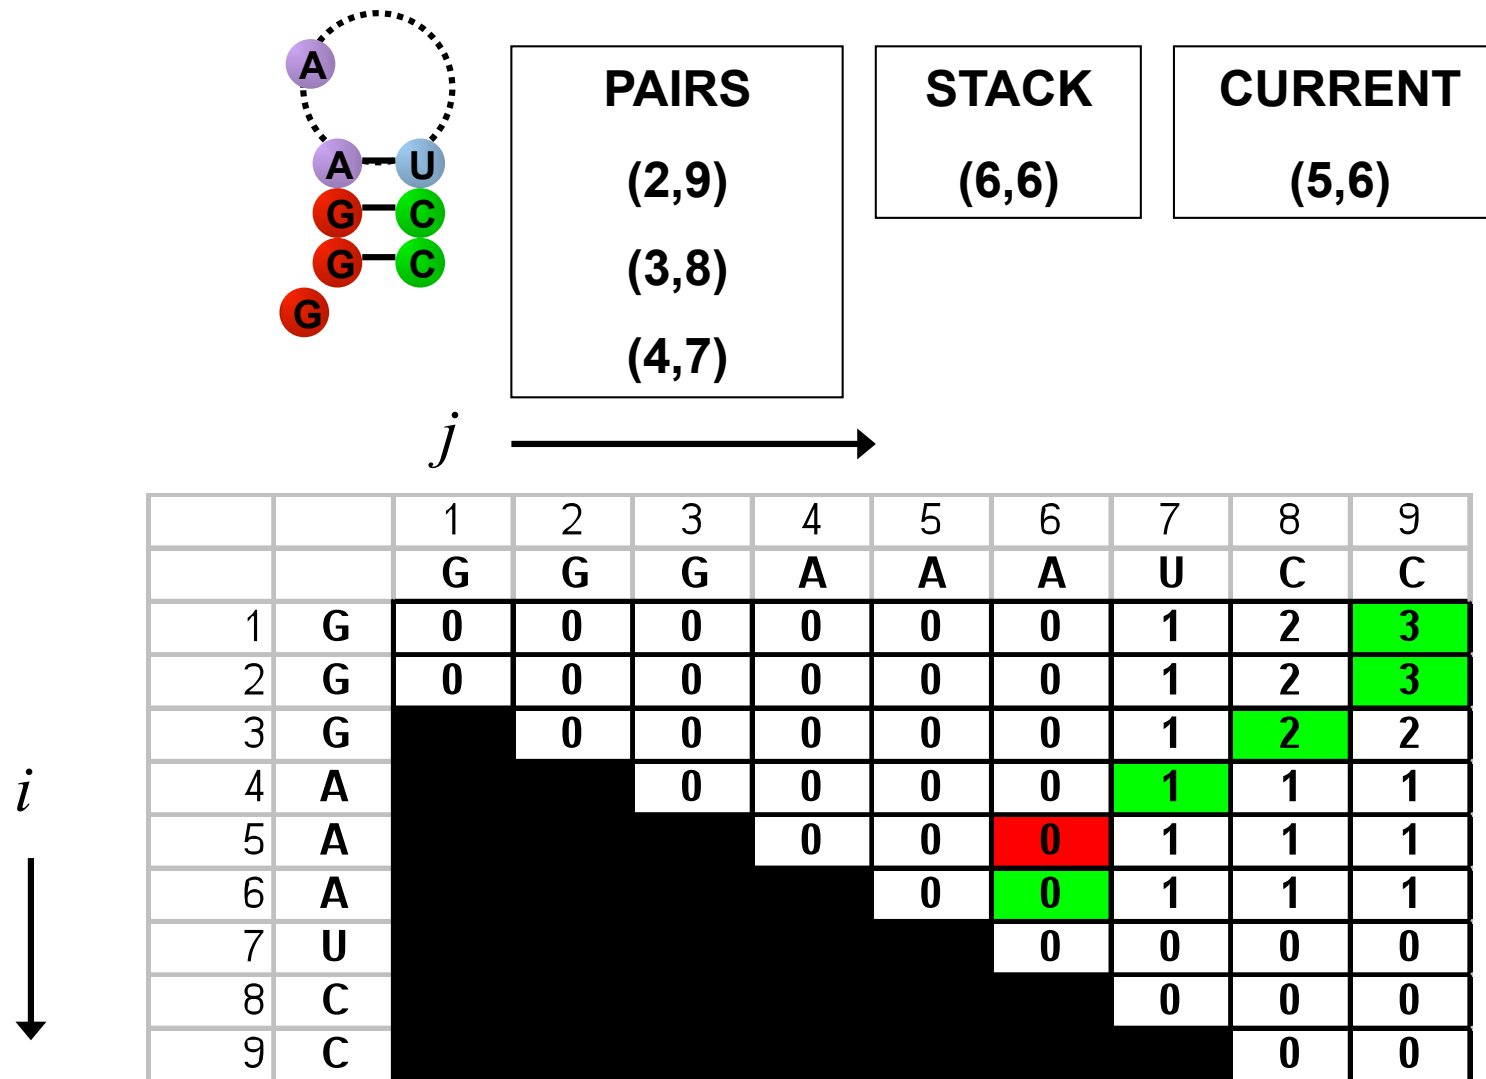 A
A U
G C
G C
G
PAIRS
(2,9)
(3,8)
(4,7)
STACK
(6,6)
CURRENT
(5,6)
j
1 2 3 4 5 6 7 8 9
G G G A A A U C C
1 G 0 0 0 0 0 0 1 2 3
2 G 0 0 0 0 0 0 1 2 3
3 G 0 0 0 0 0 1 2 2
i
4 A 0 0 0 0 1 1 1
5 A 0 0 0 1 1 1
6 A 0 0 1 1 1
7 U 0 0 0 0
8 C 0 0 0
9 C 0 0